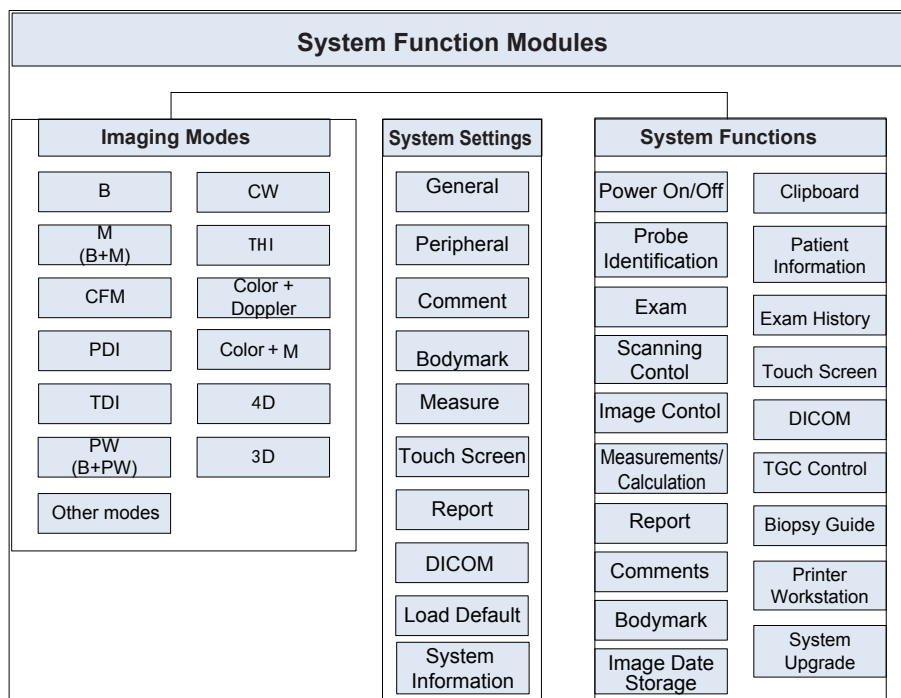 System Function Modules
Imaging Modes
B
M
(B+M)
CFM
PDI
TDI
PW
(B+PW)
Other modes
CW
THI
Color +
Doppler
Color + M
4D
3D
System Settings
General
Peripheral
Comment
Bodymark
Measure
Touch Screen
Report
DICOM
Load Default
System
Information
System Functions
Power On/Off
Probe
Identification
Exam
Scanning
Contol
Image Contol
Measurements/
Calculation
Report
Comments
Bodymark
Image Date
Storage
Clipboard
Patient
Information
Exam History
Touch Screen
DICOM
TGC Control
Biopsy Guide
Printer
Workstation
System
Upgrade